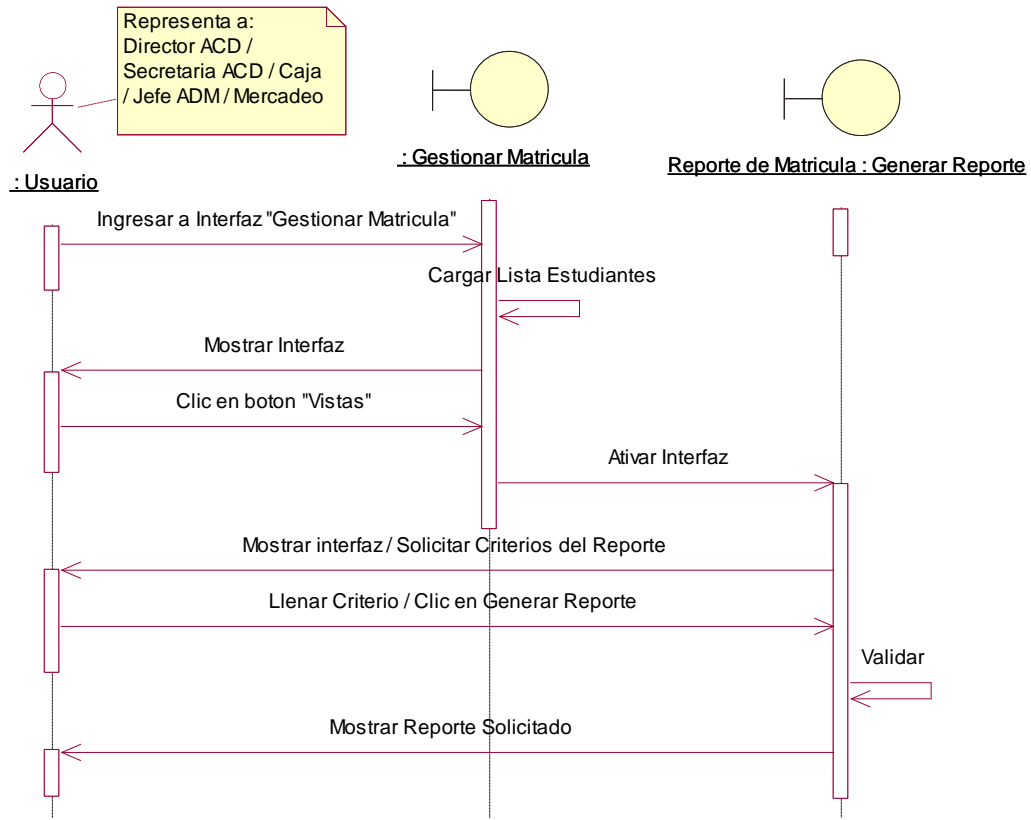 Representa a:
Director ACD /
Secretaria ACD / Caja
/ Jefe ADM / Mercadeo
: Usuario
: Gestionar Matricula
Reporte de Matricula : Generar Reporte
Ingresar a Interfaz "Gestionar Matricula"
Cargar Lista Estudiantes
Mostrar Interfaz
Clic en boton "Vistas"
Ativar Interfaz
Mostrar interfaz / Solicitar Criterios del Reporte
Llenar Criterio / Clic en Generar Reporte
Validar
Mostrar Reporte Solicitado